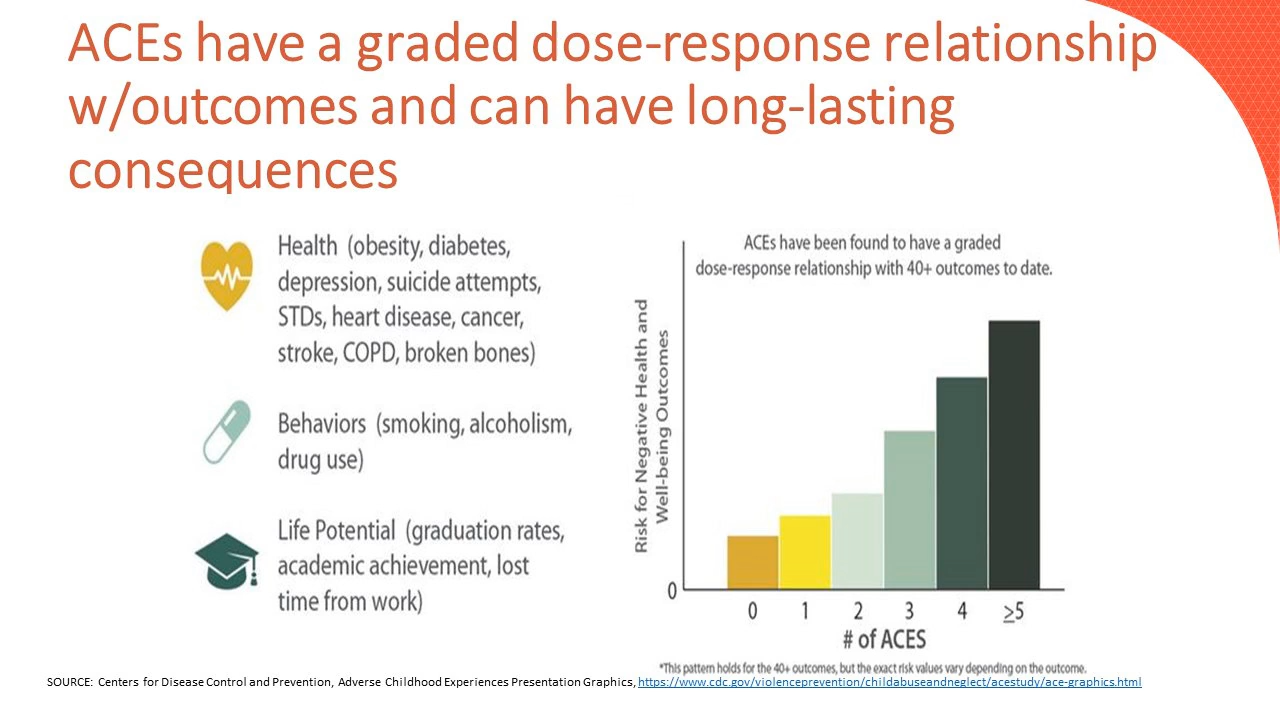 ACEs have a graded dose-response relationship
w/outcomes and can have long-lasting
consequences
Health (obesity, diabetes,
depression, suicide attempts,
STDs, heart disease, cancer,
stroke, COPD, broken bones)
Behaviors (smoking, alcoholism,
drug use)
Life Potential (graduation rates,
academic achievement, lost
time from work)
ACEs have been found to have a graded
dose-response relationship with 40+ outcomes to date.
Risk for Negative Health and
Well-being Outcomes
0
0 1 2 3 4 ≥5
# of ACES
*This pattern holds for the 40+ outcomes, but the exact risk values vary depending on the outcome.
SOURCE: Centers for Disease Control and Prevention, Adverse Childhood Experiences Presentation Graphics, https://www.cdc.gov/violenceprevention/childabuseandneglect/acestudy/ace-graphics.html